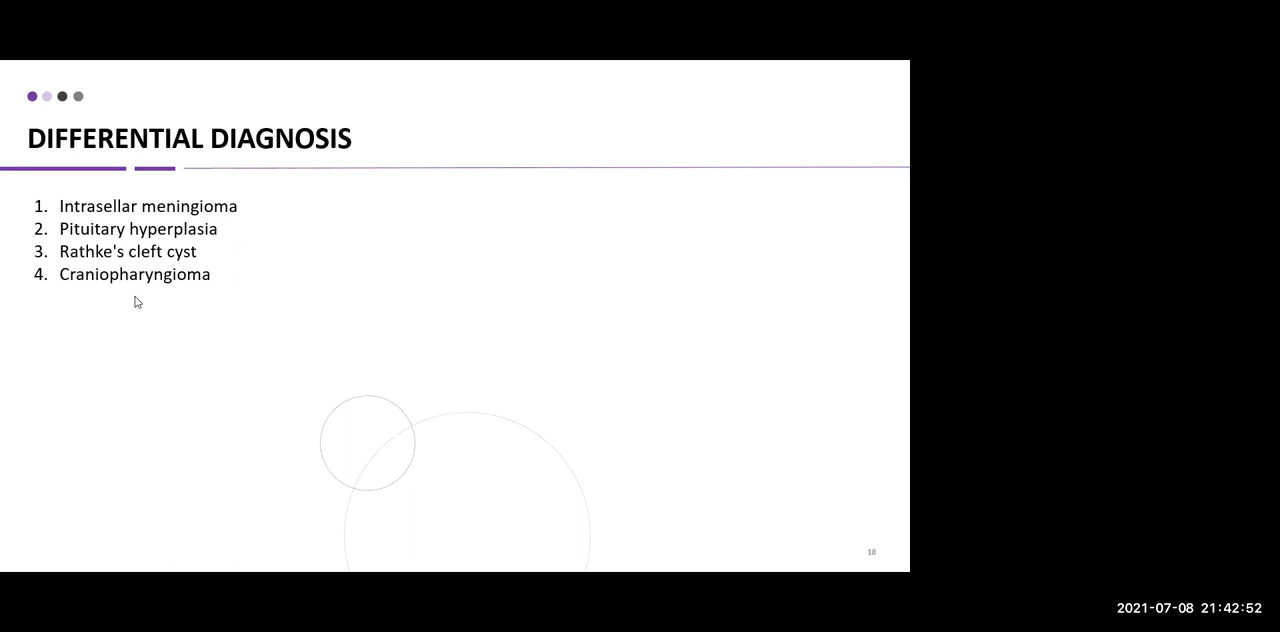 DIFFERENTIAL DIAGNOSIS
1. Intrasellar meningioma
2. Pituitary hyperplasia
3. Rathke's cleft cyst
4. Craniopharyngioma
18
2021-07-08 21:42:52